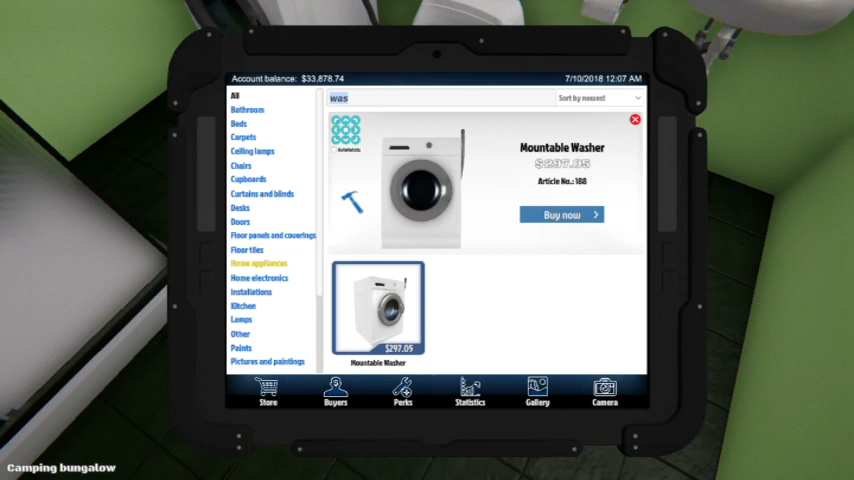 Account balance: $33,878.74
7/10/2018 12:07 AM
All
was
Sort by newest
Bathroom
Beds
Carpets
Ceiling lamps
Chairs
Cupboards
Curtains and blinds
Desks
Doors
Floor panels and coverings
Floor tiles
Home appliances
Home electronics
Installations
Kitchen
Lamps
Other
Paints
Pictures and paintings
Mountable Washer
$297.05
Article No.: 188
Buy now
$297.05
Mountable Washer
Store
Buyers
Perks
Statistics
Gallery
Camera
Camping bungalow